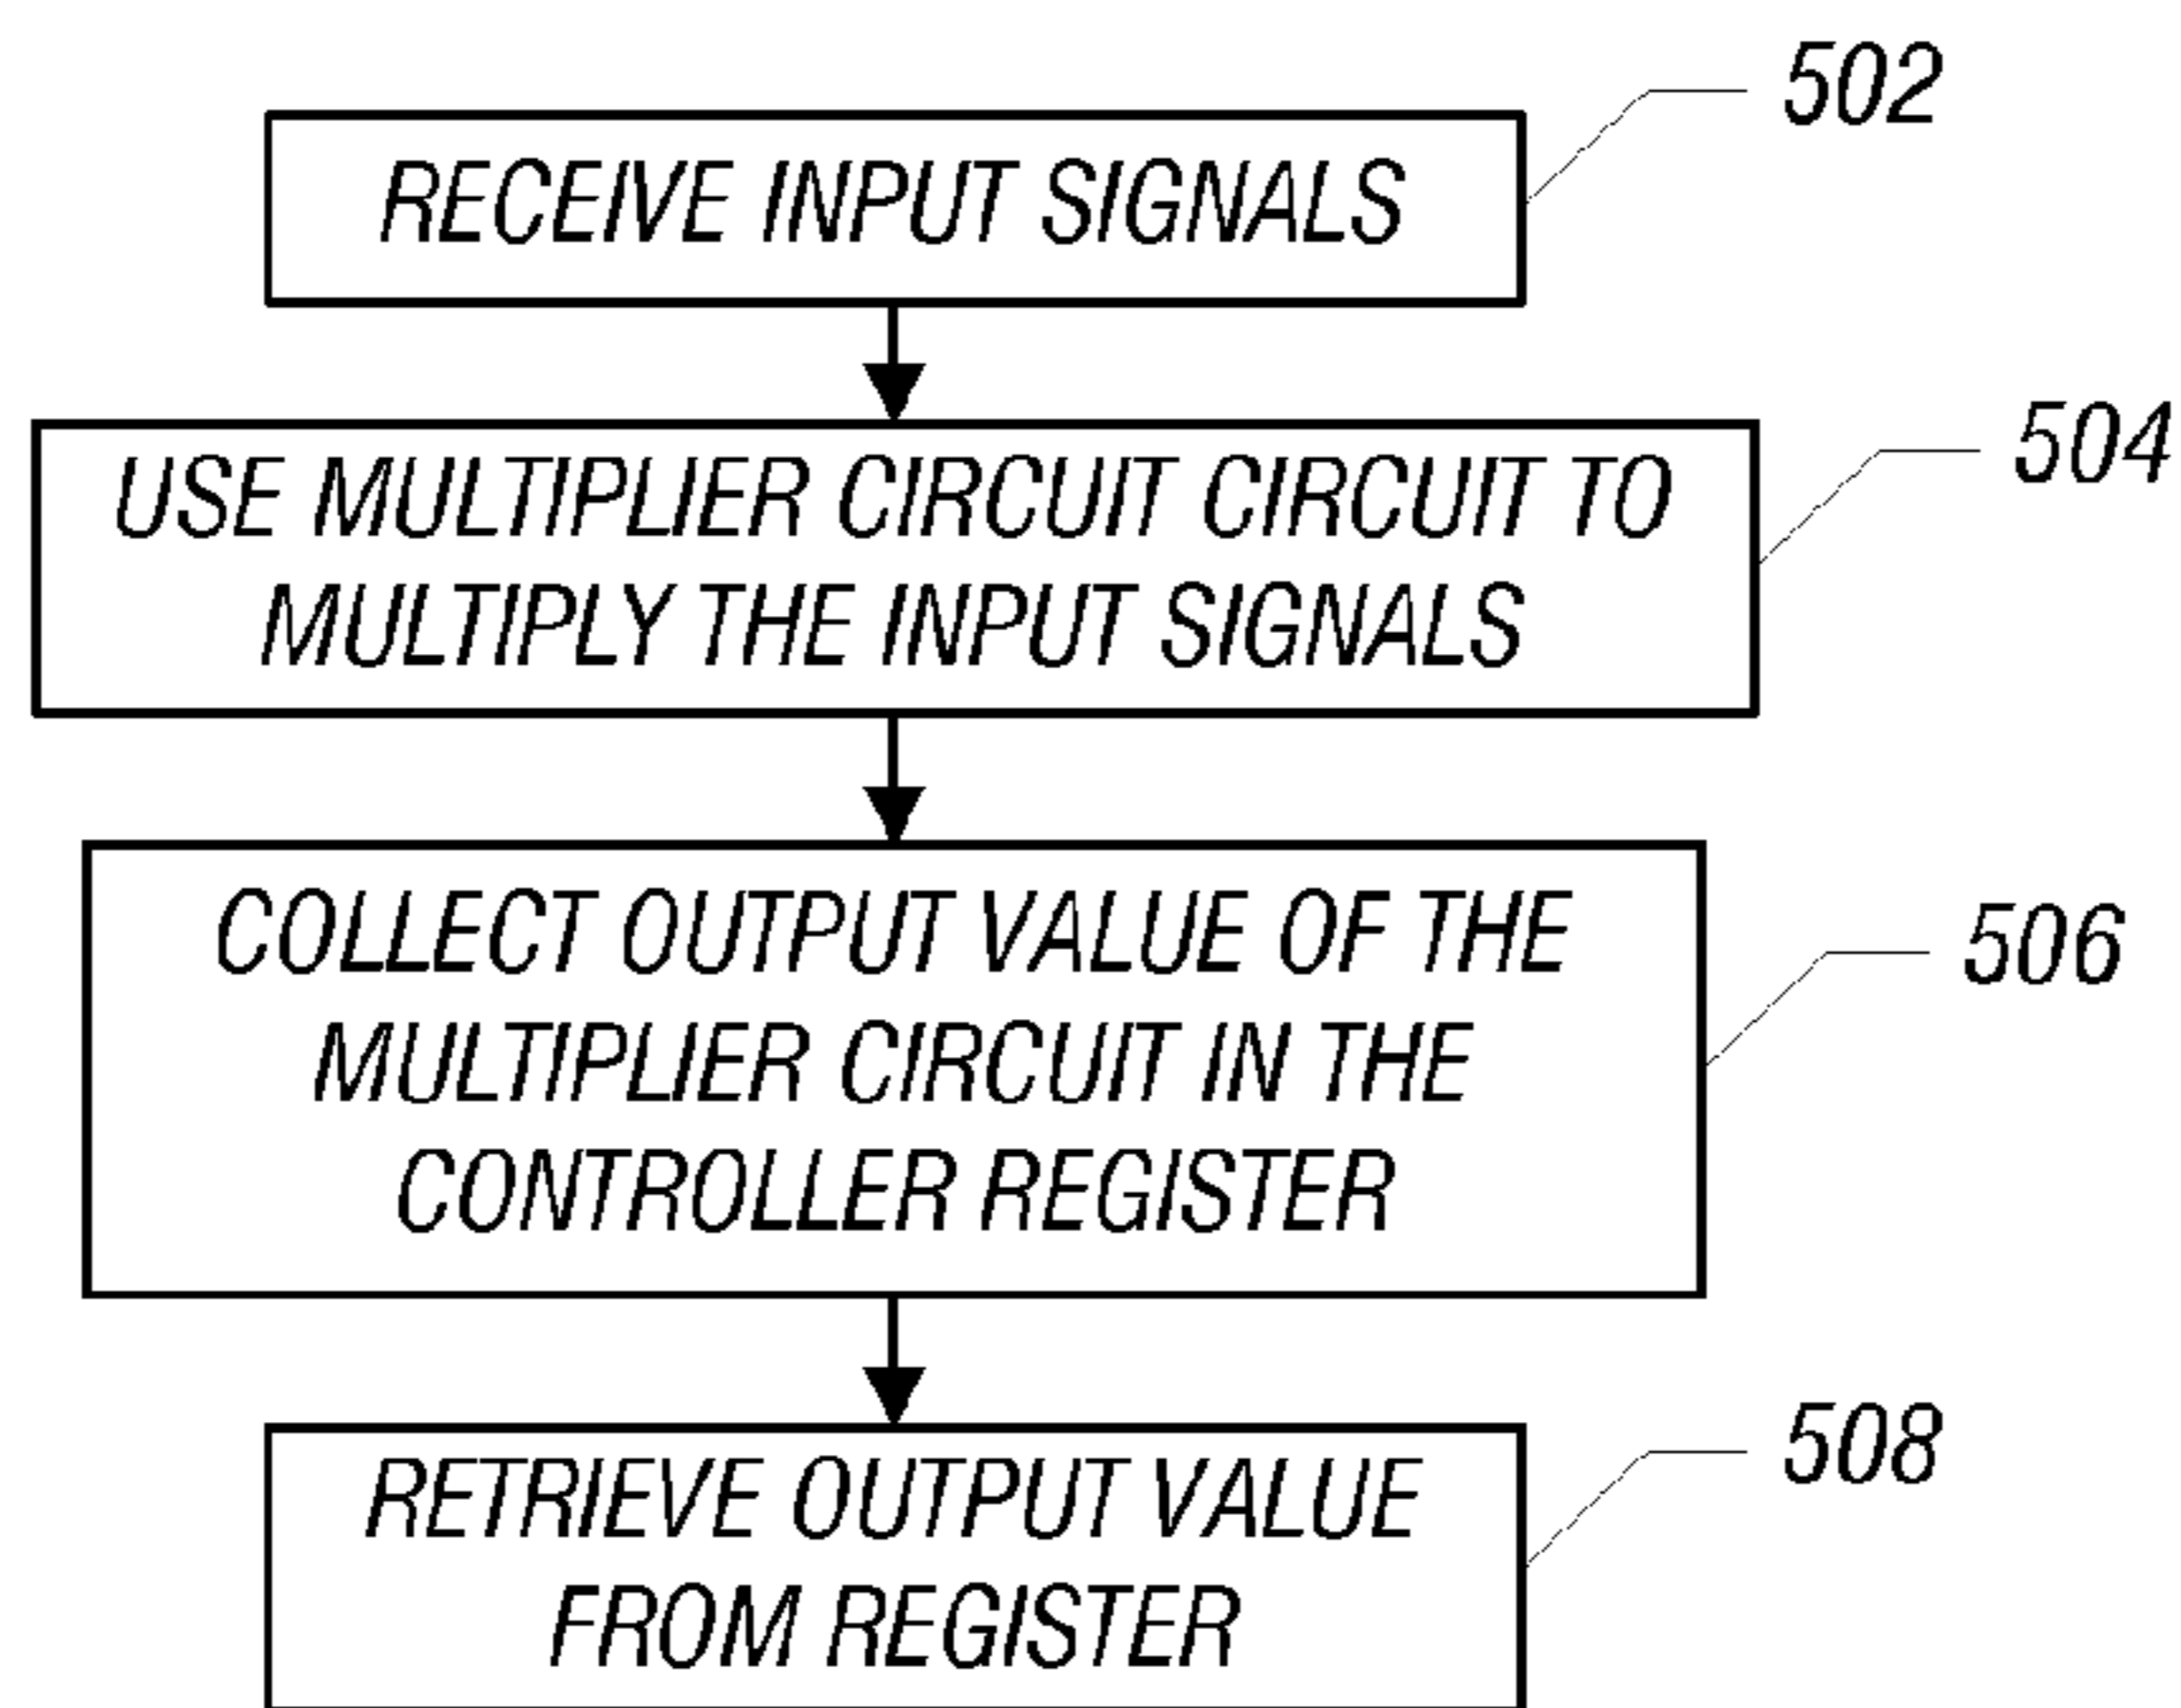 502
RECEIVE INPUT SIGNALS
504
USE MULTIPLIER CIRCUIT CIRCUIT TO
MULTIPLY THE INPUT SIGNALS
506
COLLECT OUTPUT VALUE OF THE
MULTIPLIER CIRCUIT IN THE
CONTROLLER REGISTER
508
RETRIEVE OUTPUT VALUE
FROM REGISTER